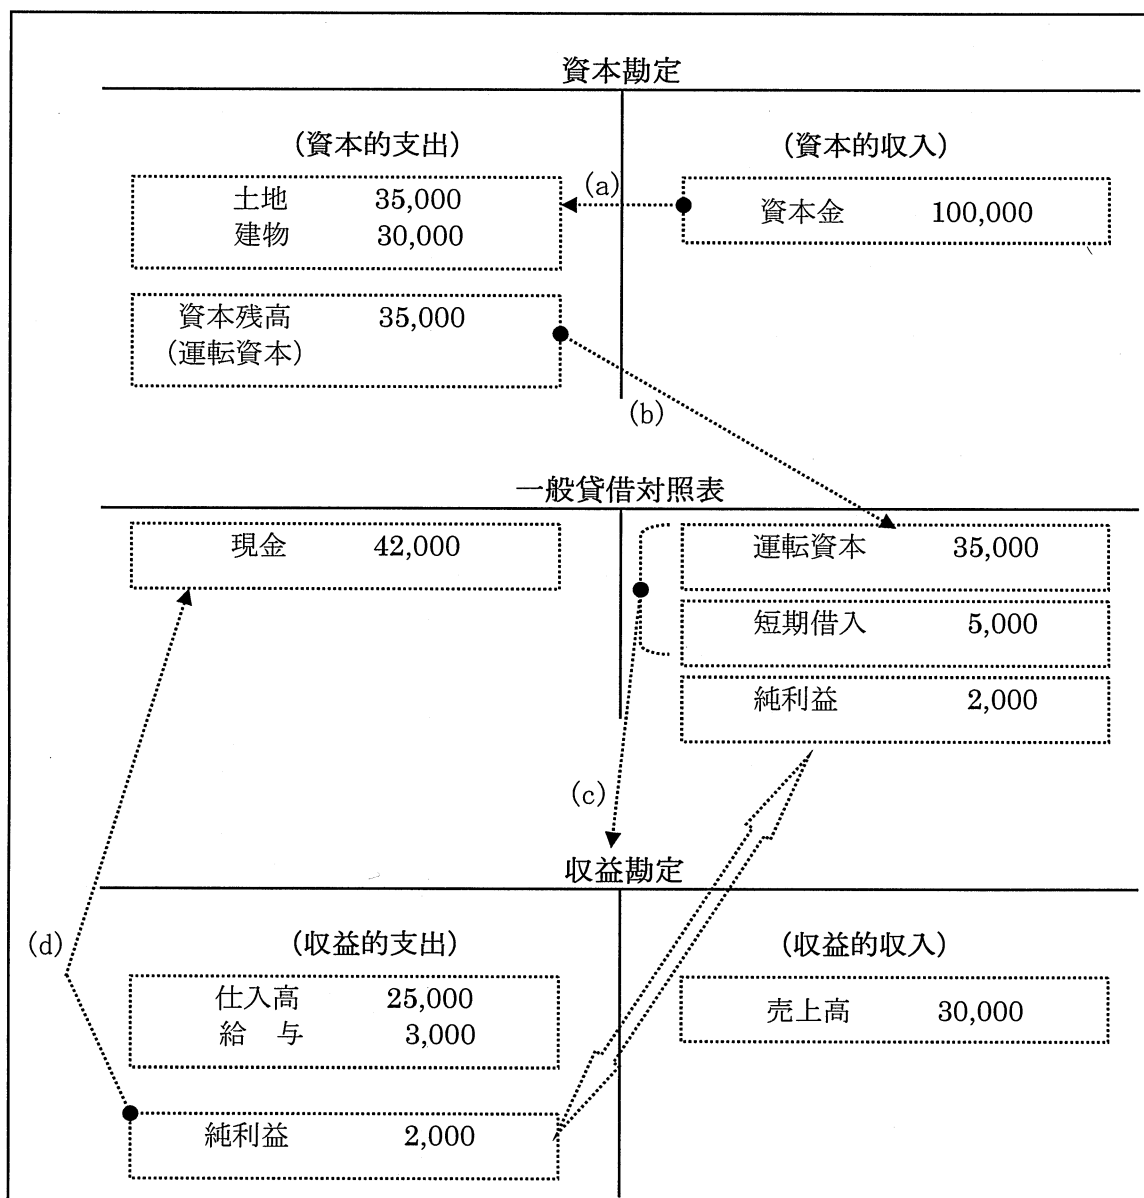 資本勘定
(資本的支出)
(資本的収入)
土地 35,000
建物 30,000
(a)
資本金 100,000
資本残高 35,000
(運転資本)
(b)
一般貸借対照表
現金 42,000
運転資本 35,000
短期借入 5,000
純利益 2,000
(c)
収益勘定
(d)
(収益的支出)
(収益的収入)
仕入高 25,000
給 与 3,000
売上高 30,000
純利益 2,000